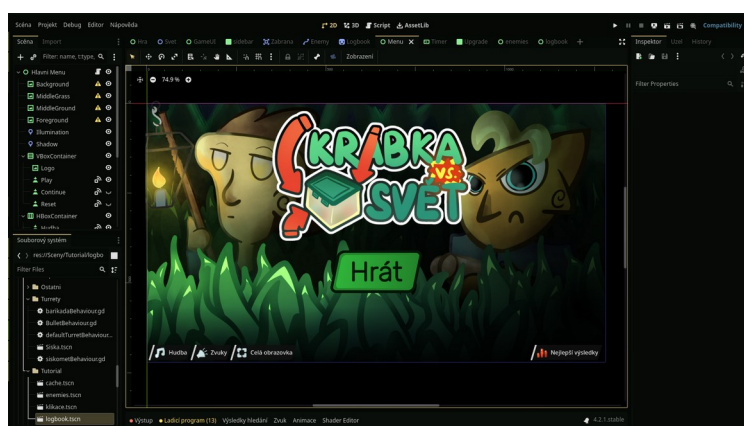 Scéna Projekt Debug Editor Nápověda
2D 3D Script AssetLib
Compatibility
Scéna Import
Hra Svet GameUI sidebar Zabrana Enemy Logbook Menu Timer Upgrade enemies logbook
Inspektor Uzel History
Filter: name, t:type,
Zobrazení
Hlavni Menu
74.9 %
Background
Filter Properties
MiddleGrass
MiddleGround
Foreground
Illumination
Shadow
VBoxContainer
Logo
Play
Continue
Reset
HBoxContainer
Hudba
KRABKA
VS.
SVĚT
Hrát
Hudba Zvuky Celá obrazovka Nejlepší výsledky
Souborový systém
res://Sceny/Tutorial/logbo
Filter Files
Ostatni
Turrety
barikadaBehaviour.gd
BulletBehaviour.gd
defaultTurretBehaviour...
Siska.tscn
siskometBehaviour.gd
Tutorial
cache.tscn
enemies.tscn
klikace.tscn
logbook.tscn
Výstup Ladicí program (13) Výsledky hledání Zvuk Animace Shader Editor
4.2.1.stable